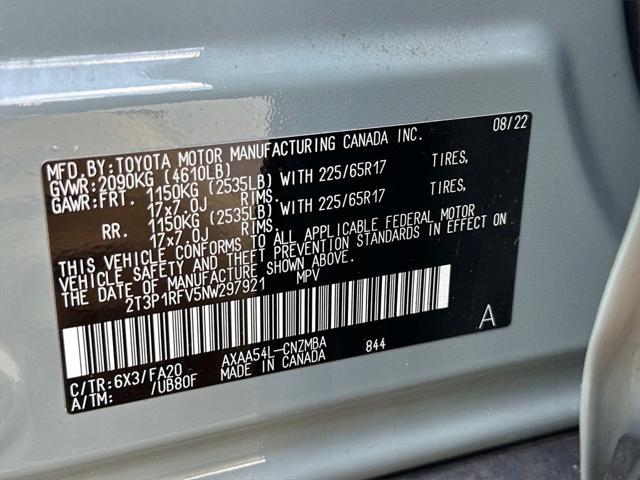 MFD.BY:TOYOTA MOTOR MANUFACTURING CANADA INC. 08/22
GVWR:2090KG (4610LB)
GAWR:FRT. 1150KG (2535LB) WITH 225/65R17 TIRES,
17x7.0J RIMS.
RR. 1150KG (2535LB) WITH 225/65R17 TIRES,
17x7.0J RIMS.
THIS VEHICLE CONFORMS TO ALL APPLICABLE FEDERAL MOTOR
VEHICLE SAFETY AND THEFT PREVENTION STANDARDS IN EFFECT ON
THE DATE OF MANUFACTURE SHOWN ABOVE.
2T3P1RFV5NW297921 MPV
A
C/TR:6X3/FA20 AXAA54L-CNZMBA 844
A/TM: /UB80F MADE IN CANADA